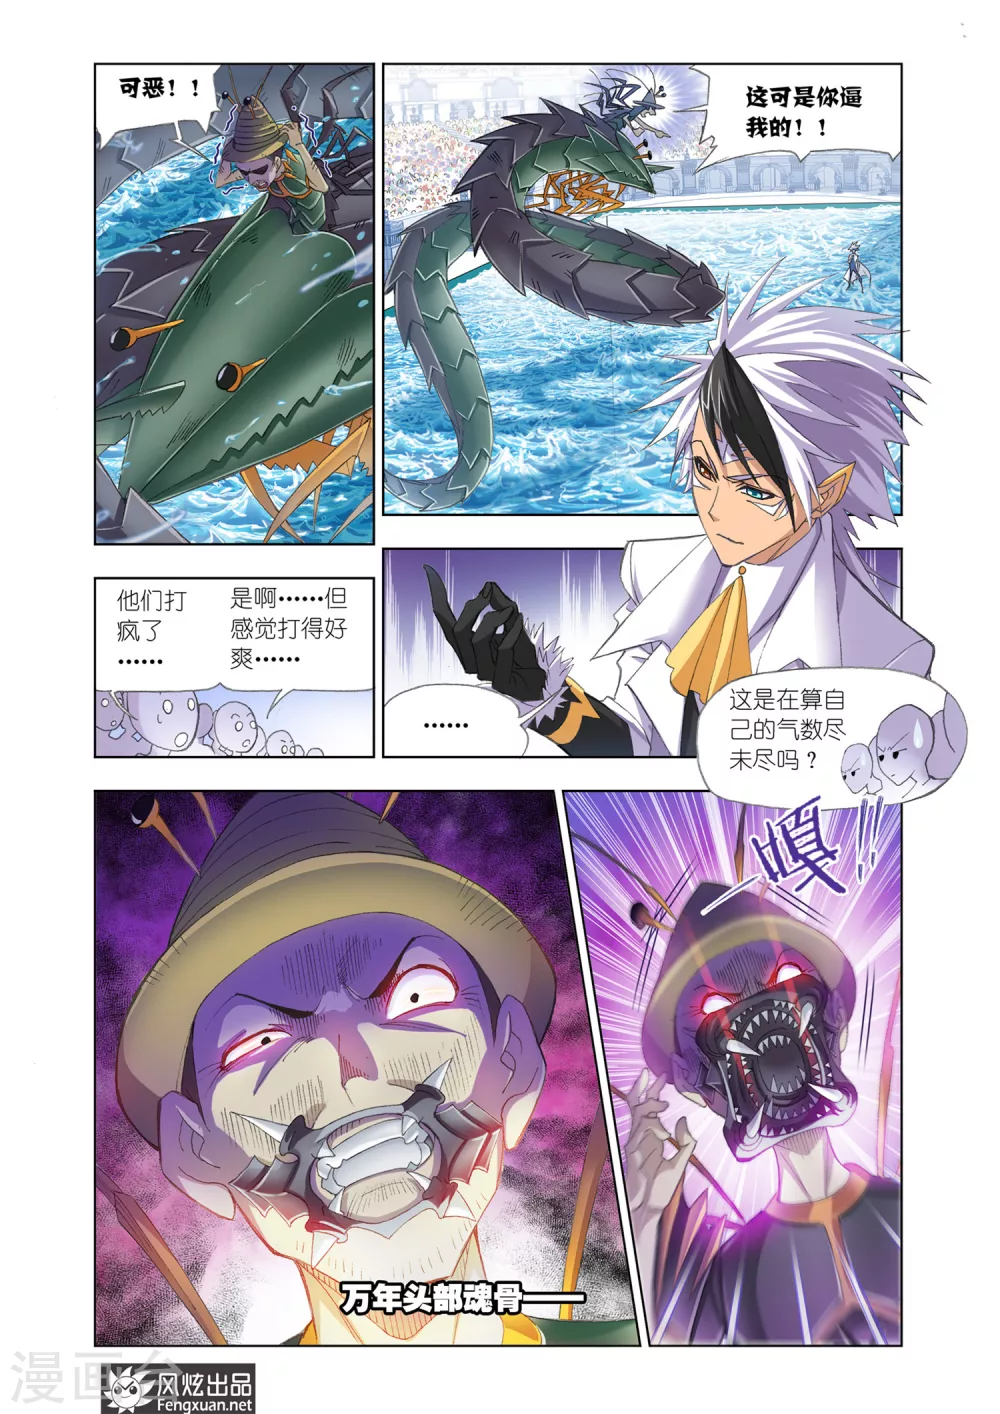 可恶！！
这可是你逼
我的！！
他们打
疯了
……
是啊……但
感觉打得好
爽……
……
这是在算自
己的气数尽
未尽吗？
嘎!!!
万年头部魂骨——
漫画台
风炫出品
Fengxuan.net